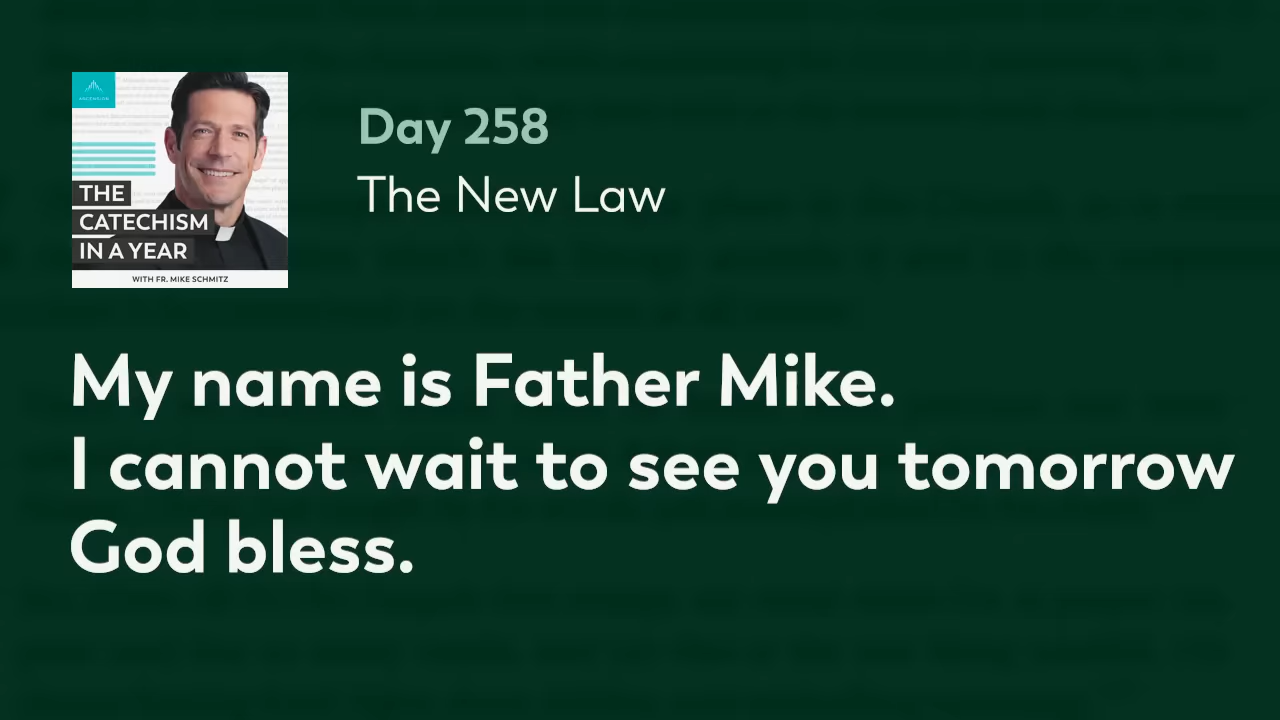 ASCENSION
THE
CATECHISM
IN A YEAR
WITH FR. MIKE SCHMITZ
Day 258
The New Law
My name is Father Mike.
I cannot wait to see you tomorrow
God bless.